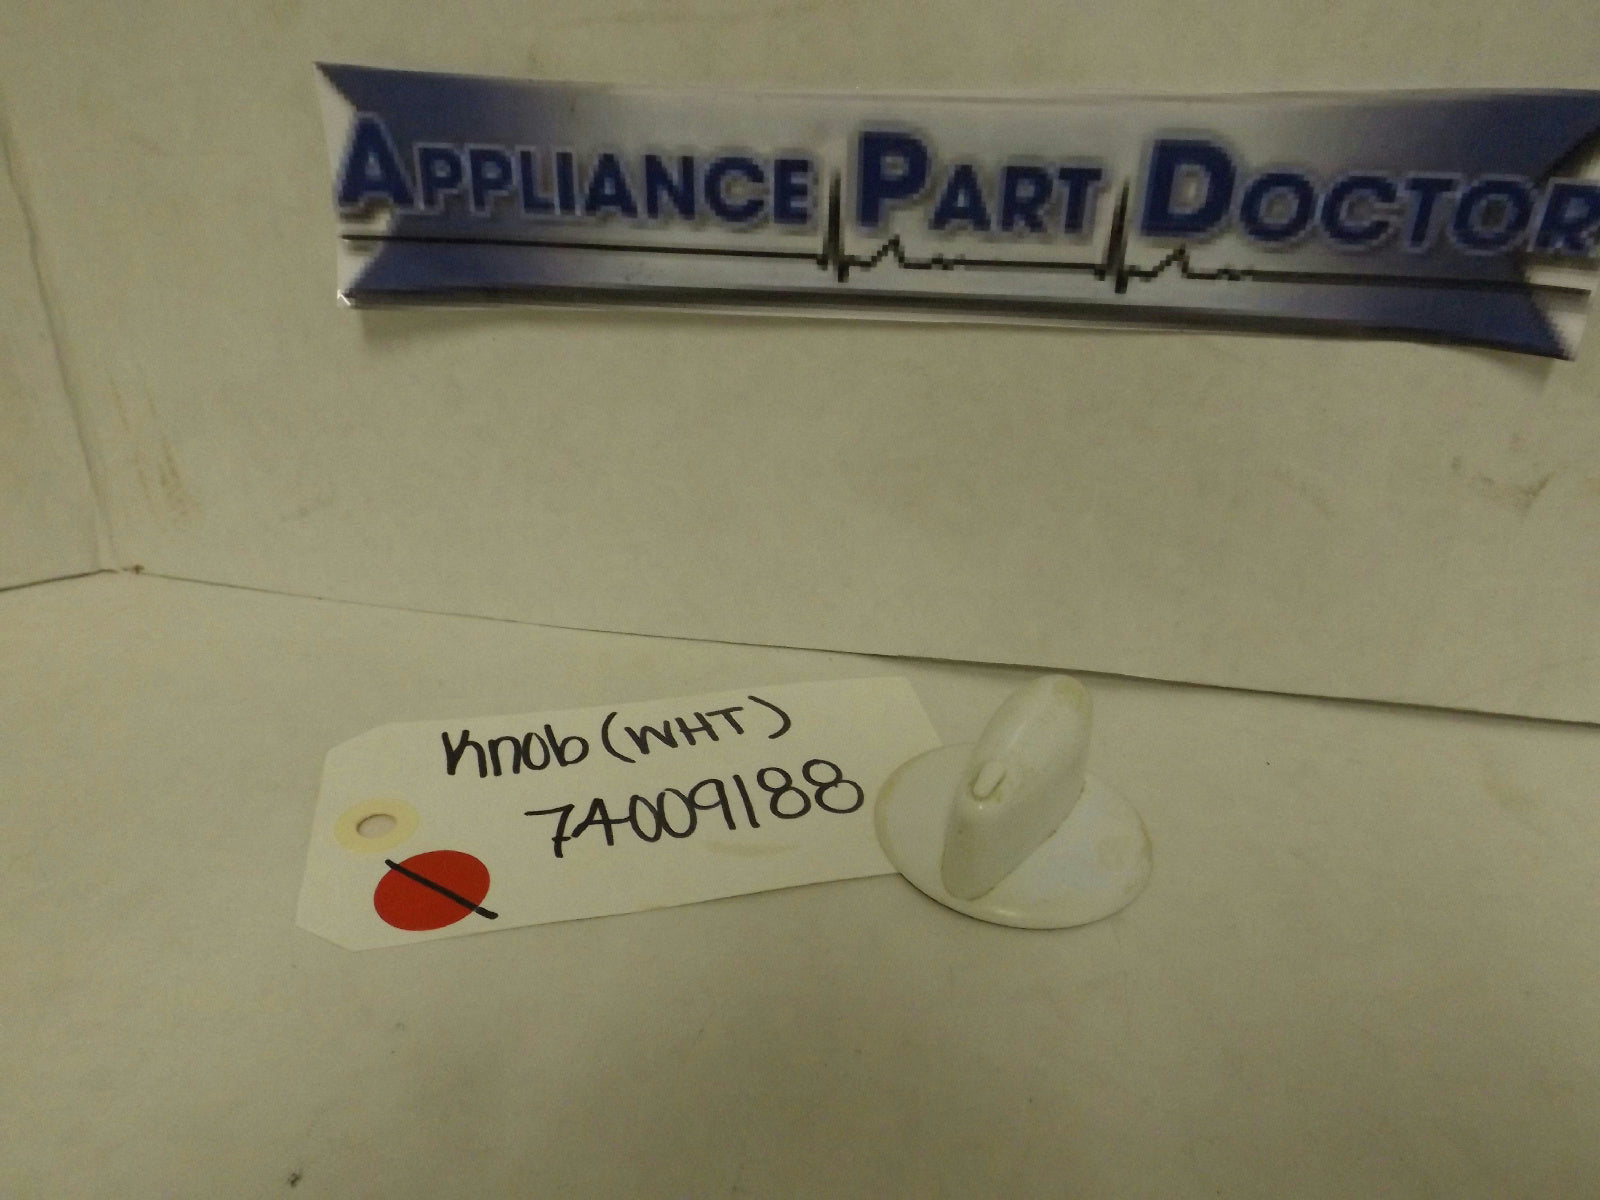 APPLIANCE PART DOCTOR
Knob (WHT)
74009188